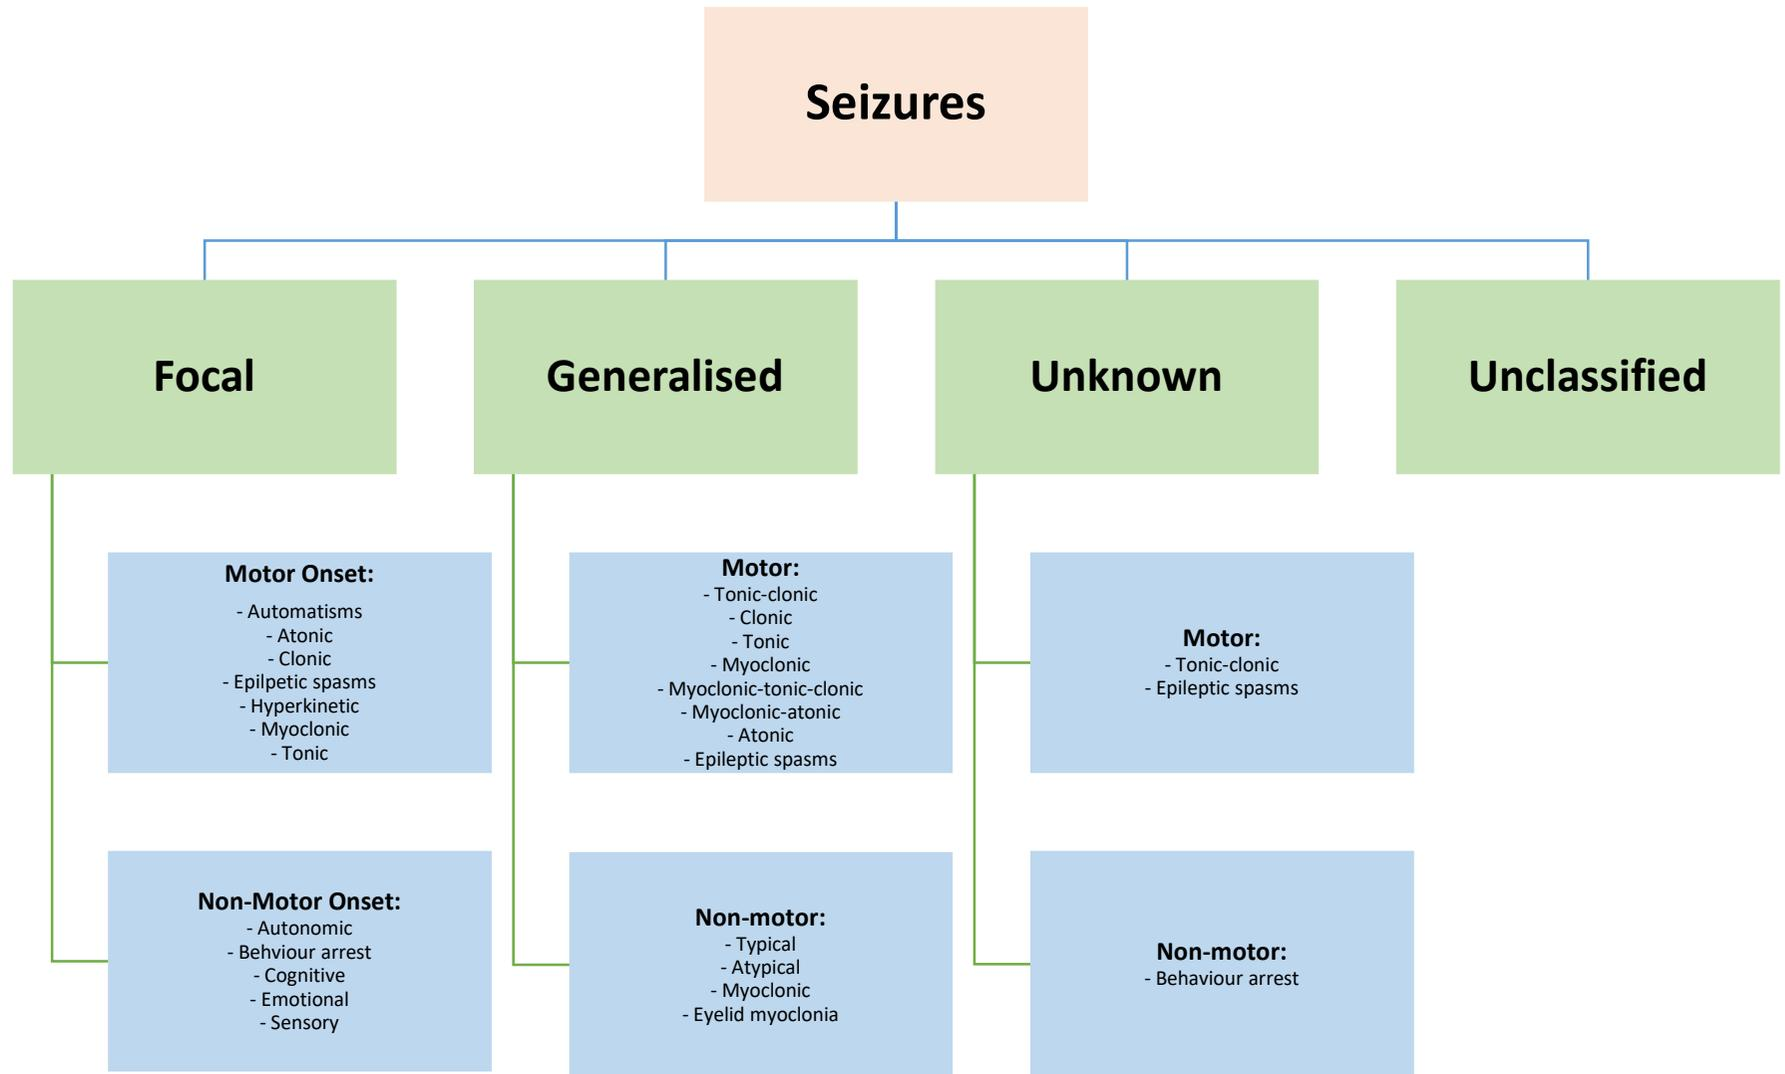 Seizures
Focal
Generalised
Unknown
Unclassified
Motor Onset:
- Automatisms
- Atonic
- Clonic
- Epilpetic spasms
- Hyperkinetic
- Myoclonic
- Tonic
Motor:
- Tonic-clonic
- Clonic
- Tonic
- Myoclonic
- Myoclonic-tonic-clonic
- Myoclonic-atonic
- Atonic
- Epileptic spasms
Motor:
- Tonic-clonic
- Epileptic spasms
Non-Motor Onset:
- Autonomic
- Behviour arrest
- Cognitive
- Emotional
- Sensory
Non-motor:
- Typical
- Atypical
- Myoclonic
- Eyelid myoclonia
Non-motor:
- Behaviour arrest